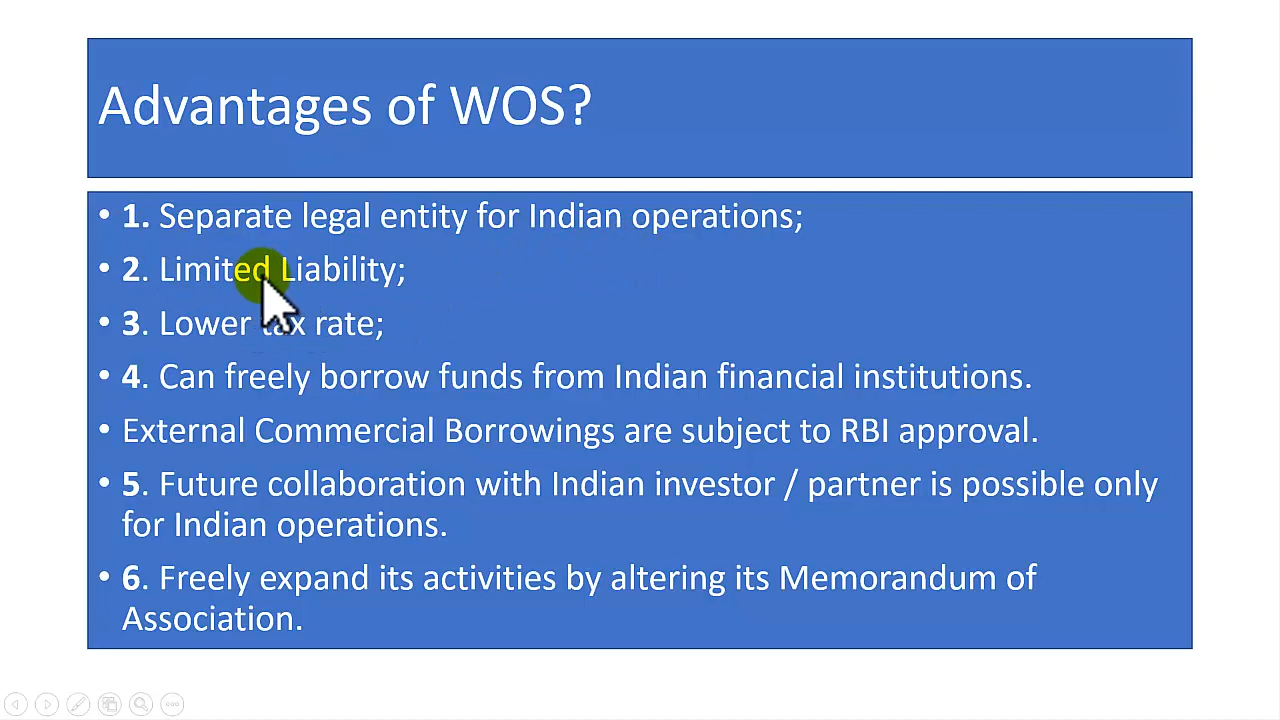 Advantages of WOS?
• 1. Separate legal entity for Indian operations;
• 2. Limited Liability;
• 3. Lower tax rate;
• 4. Can freely borrow funds from Indian financial institutions.
• External Commercial Borrowings are subject to RBI approval.
• 5. Future collaboration with Indian investor / partner is possible only
for Indian operations.
• 6. Freely expand its activities by altering its Memorandum of
Association.